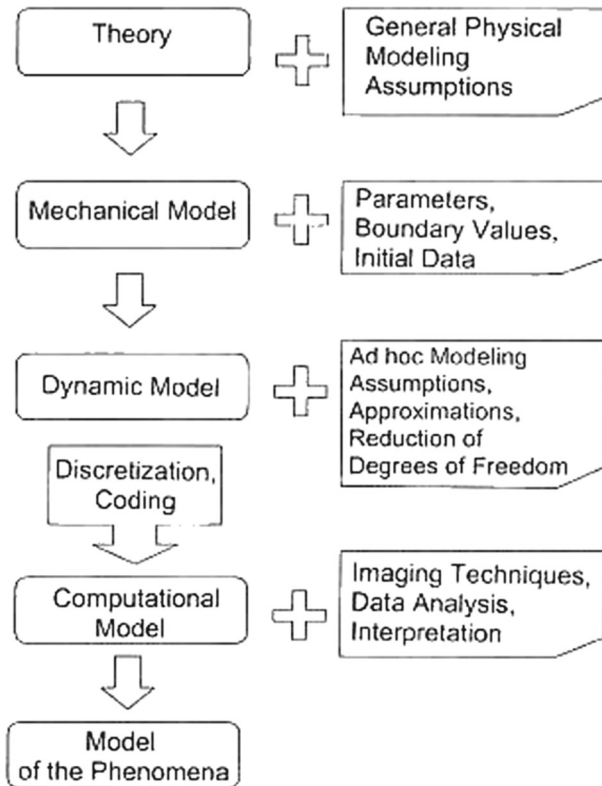 Theory
General Physical
Modeling
Assumptions
Mechanical Model
Parameters,
Boundary Values,
Initial Data
Dynamic Model
Ad hoc Modeling
Assumptions,
Approximations,
Reduction of
Degrees of Freedom
Discretization,
Coding
Computational
Model
Imaging Techniques,
Data Analysis,
Interpretation
Model
of the Phenomena